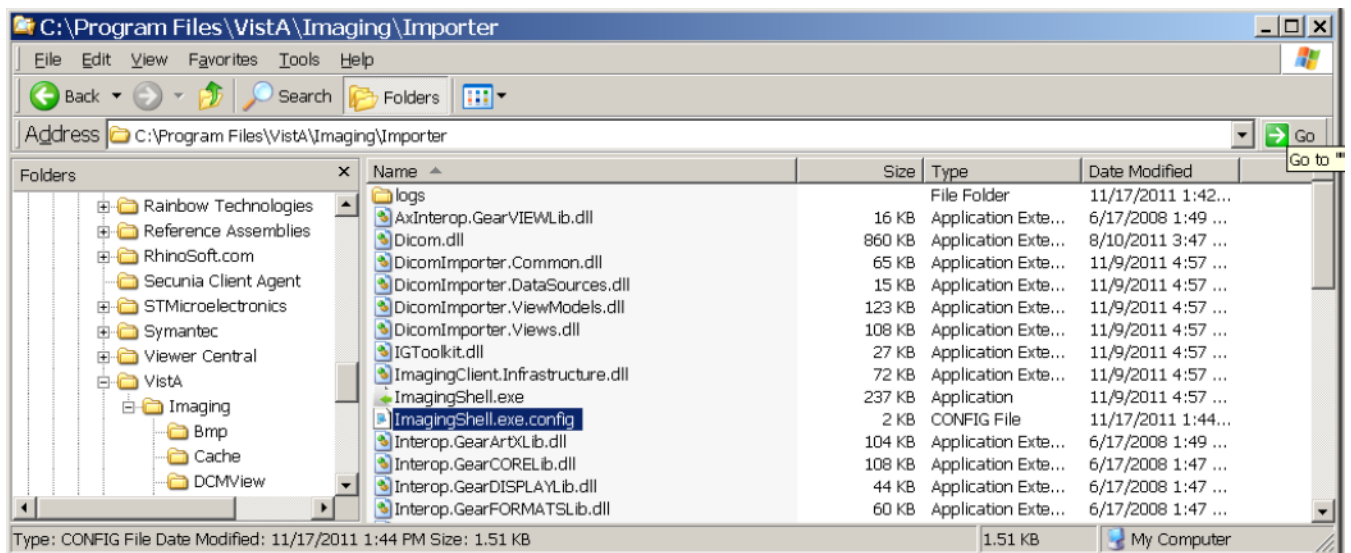 C:\Program Files\VistA\Imaging\Importer
File Edit View Favorites Tools Help
Back Search Folders
Address C:\Program Files\VistA\Imaging\Importer Go
Go to "
Folders x Name Size Type Date Modified
Rainbow Technologies logs File Folder 11/17/2011 1:42...
Reference Assemblies AxInterop.GearVIEWLib.dll 16 KB Application Exte... 6/17/2008 1:49 ...
RhinoSoft.com Dicom.dll 860 KB Application Exte... 8/10/2011 3:47 ...
Secunia Client Agent DicomImporter.Common.dll 65 KB Application Exte... 11/9/2011 4:57 ...
STMicroelectronics DicomImporter.DataSources.dll 15 KB Application Exte... 11/9/2011 4:57 ...
Symantec DicomImporter.ViewModels.dll 123 KB Application Exte... 11/9/2011 4:57 ...
Viewer Central DicomImporter.Views.dll 108 KB Application Exte... 11/9/2011 4:57 ...
VistA IGToolkit.dll 27 KB Application Exte... 11/9/2011 4:57 ...
Imaging ImagingClient.Infrastructure.dll 72 KB Application Exte... 11/9/2011 4:57 ...
Bmp ImagingShell.exe 237 KB Application 11/9/2011 4:57 ...
Cache ImagingShell.exe.config 2 KB CONFIG File 11/17/2011 1:44...
DCMView Interop.GearArtXLib.dll 104 KB Application Exte... 6/17/2008 1:49 ...
Interop.GearCORELib.dll 108 KB Application Exte... 6/17/2008 1:47 ...
Interop.GearDISPLAYLib.dll 44 KB Application Exte... 6/17/2008 1:47 ...
Interop.GearFORMATSLib.dll 60 KB Application Exte... 6/17/2008 1:47 ...
Type: CONFIG File Date Modified: 11/17/2011 1:44 PM Size: 1.51 KB 1.51 KB My Computer